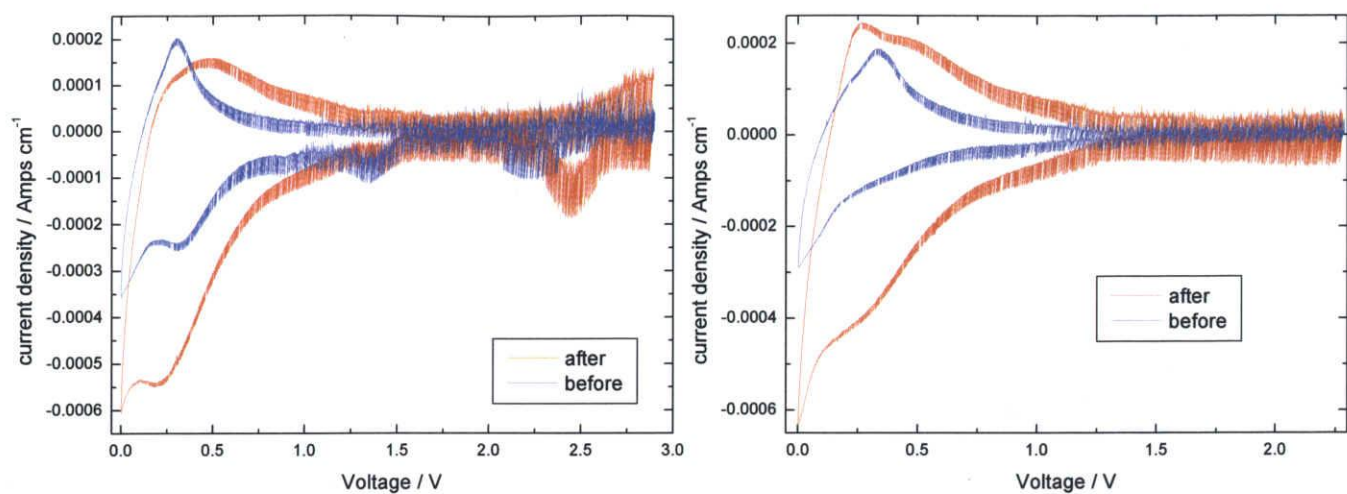 0.0002
0.0001
0.0000
-0.0001
-0.0002
-0.0003
-0.0004
-0.0005
-0.0006
current density / Amps cm⁻¹
after
before
0.0 0.5 1.0 1.5 2.0 2.5 3.0
Voltage / V
0.0002
0.0000
-0.0002
-0.0004
-0.0006
current density / Amps cm⁻¹
after
before
0.0 0.5 1.0 1.5 2.0
Voltage / V